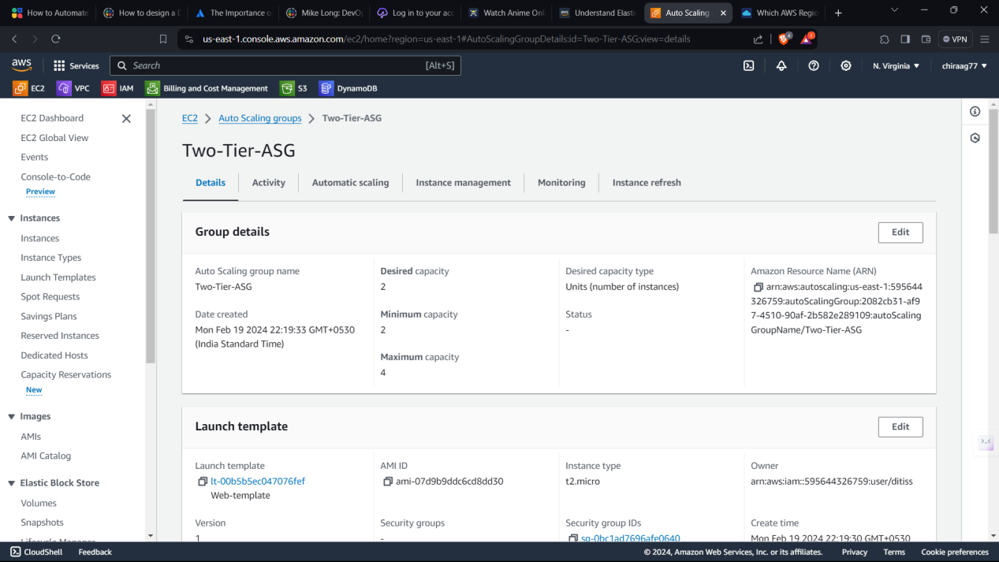 How to Automate
How to design a D
The Importance o
Mike Long: DevO
Log in to your acc
Watch Anime Onl
Understand Elasti
Auto Scaling
Which AWS Regio
us-east-1.console.aws.amazon.com/ec2/home?region=us-east-1#AutoScalingGroupDetails:id=Two-Tier-ASG;view=details
4
1
VPN
aws
Services
Search
[Alt+S]
N. Virginia
chiraag77
EC2
VPC
IAM
Billing and Cost Management
S3
DynamoDB
EC2 Dashboard
EC2 Global View
Events
Console-to-Code
Preview
Instances
Instances
Instance Types
Launch Templates
Spot Requests
Savings Plans
Reserved Instances
Dedicated Hosts
Capacity Reservations
New
Images
AMIs
AMI Catalog
Elastic Block Store
Volumes
Snapshots
Lifecycle Manager
EC2 > Auto Scaling groups > Two-Tier-ASG
Two-Tier-ASG
Details
Activity
Automatic scaling
Instance management
Monitoring
Instance refresh
Group details
Edit
Auto Scaling group name
Two-Tier-ASG
Date created
Mon Feb 19 2024 22:19:33 GMT+0530
(India Standard Time)
Desired capacity
2
Minimum capacity
2
Maximum capacity
4
Desired capacity type
Units (number of instances)
Status
-
Amazon Resource Name (ARN)
arn:aws:autoscaling:us-east-1:595644
326759:autoScalingGroup:2082cb31-af9
7-4510-90af-2b582e289109:autoScaling
GroupName/Two-Tier-ASG
Launch template
Edit
Launch template
lt-00b5b5ec047076fef
Web-template
AMI ID
ami-07d9b9ddc6cd8dd30
Instance type
t2.micro
Owner
arn:aws:iam::595644326759:user/ditiss
Version
1
Security groups
-
Security group IDs
sg-0bc1ad7696afe0640
Create time
Mon Feb 19 2024 22:19:30 GMT+0530
CloudShell
Feedback
© 2024, Amazon Web Services, Inc. or its affiliates.
Privacy
Terms
Cookie preferences